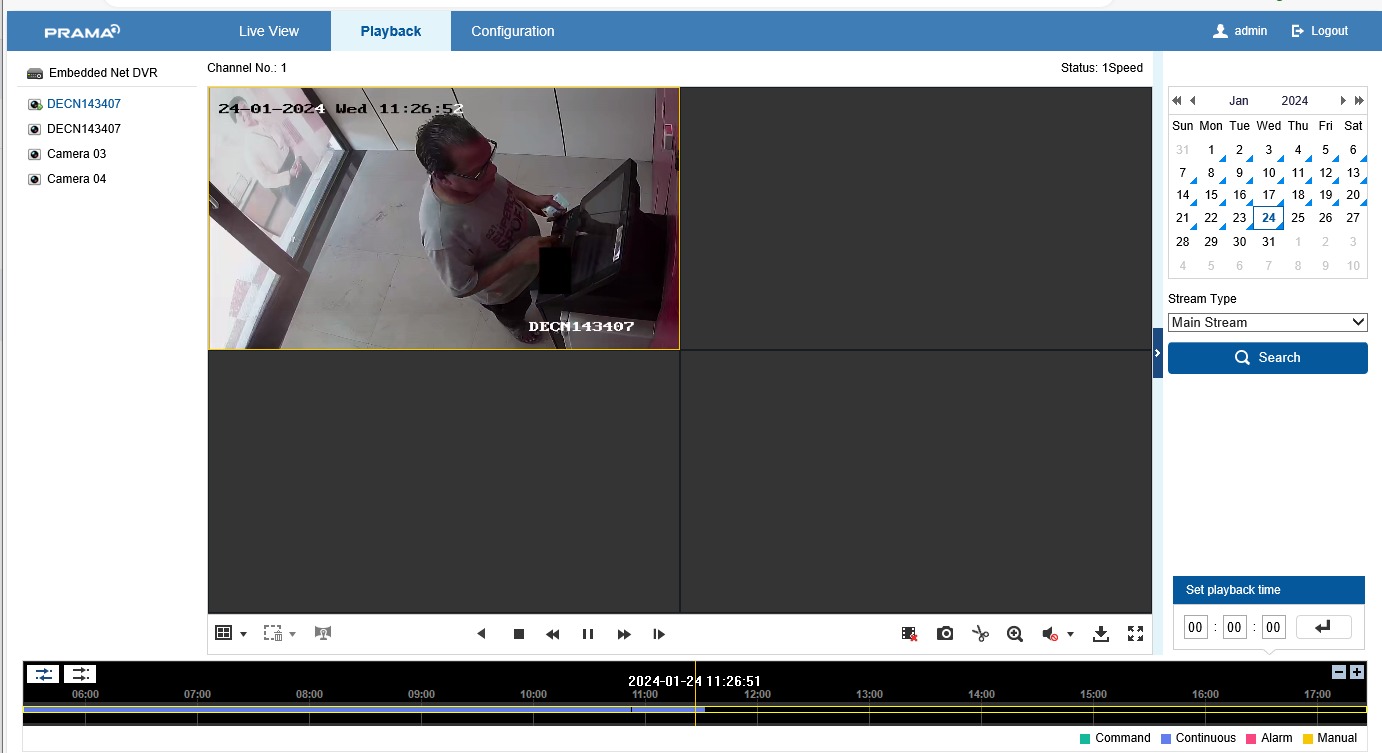 PRAMA
Live View
Playback
Configuration
admin
Logout
Embedded Net DVR
DECN143407
DECN143407
Camera 03
Camera 04
Channel No.: 1
Status: 1Speed
24-01-2024 Wed 11:26:52
DECN143407
Jan 2024
Sun Mon Tue Wed Thu Fri Sat
31 1 2 3 4 5 6
7 8 9 10 11 12 13
14 15 16 17 18 19 20
21 22 23 24 25 26 27
28 29 30 31 1 2 3
4 5 6 7 8 9 10
Stream Type
Main Stream
Search
Set playback time
00 : 00 : 00
2024-01-24 11:26:51
06:00 07:00 08:00 09:00 10:00 11:00 12:00 13:00 14:00 15:00 16:00 17:00
Command Continuous Alarm Manual